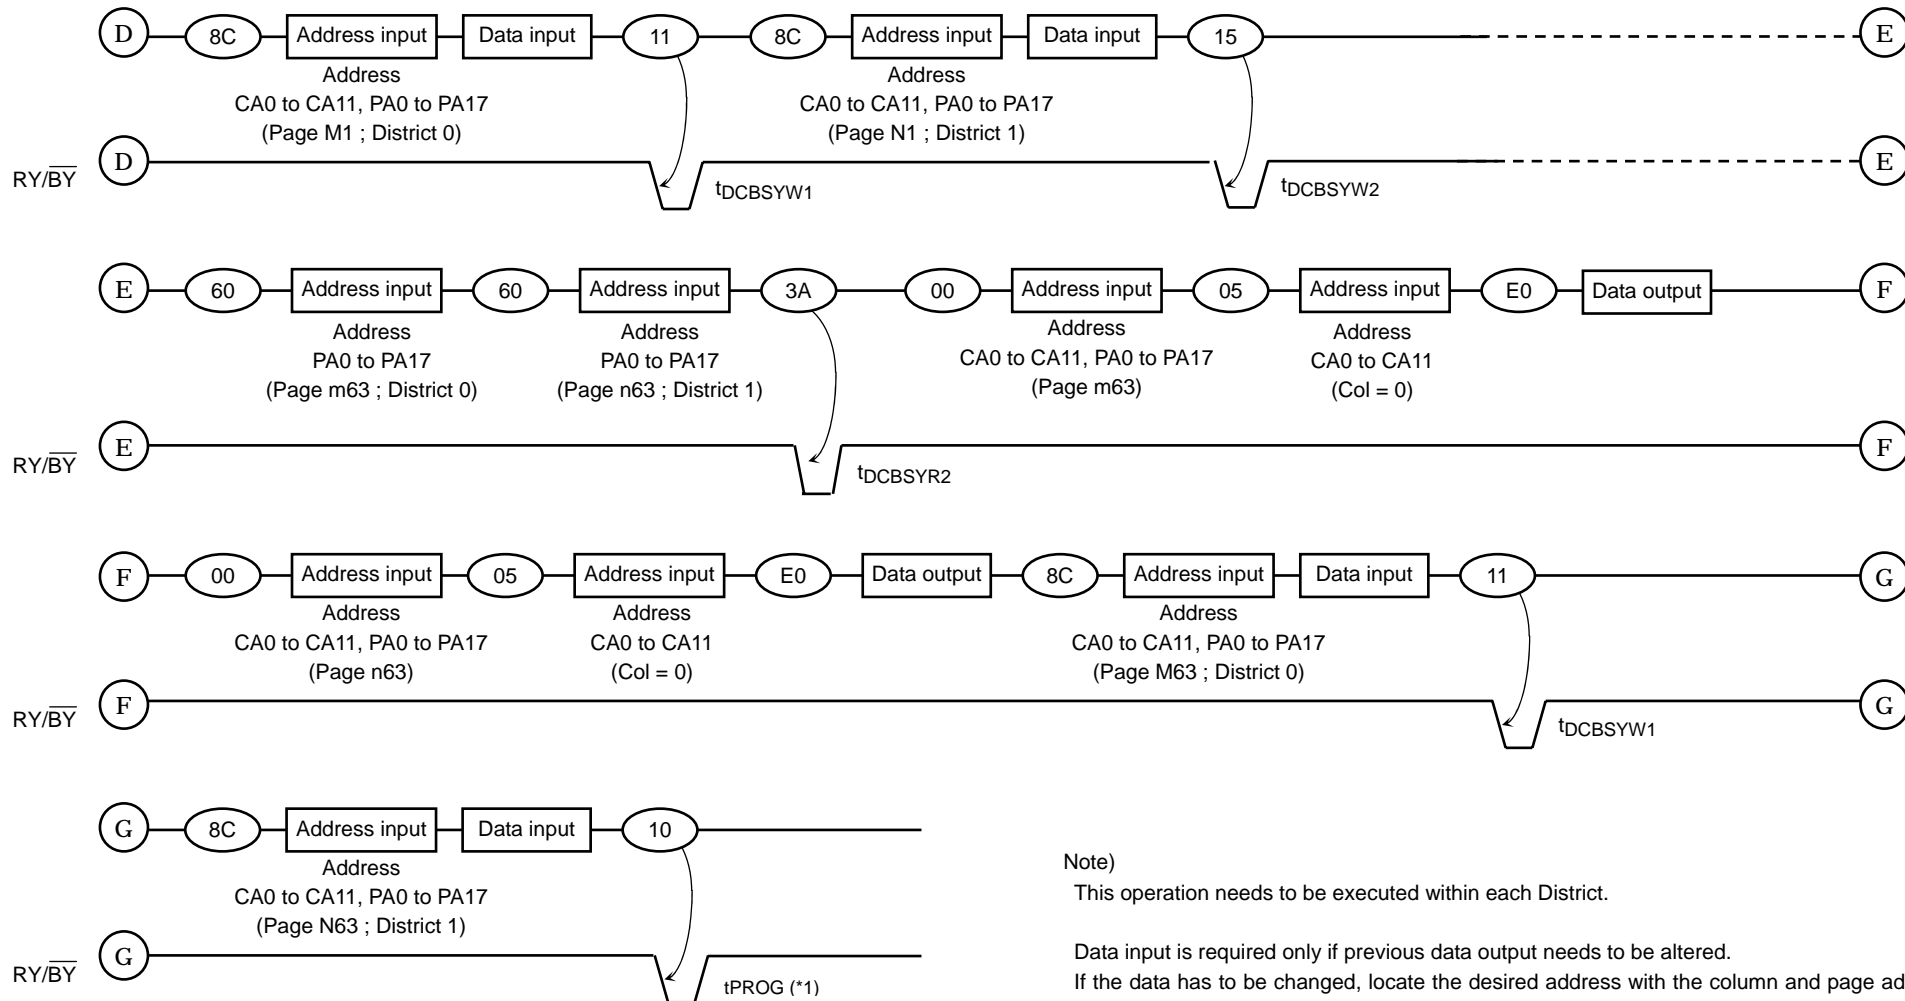 D 8C Address input Data input 11 8C Address input Data input 15 E
Address Address
CA0 to CA11, PA0 to PA17 CA0 to CA11, PA0 to PA17
(Page M1 ; District 0) (Page N1 ; District 1)
RY/BY D tDCBSYW1 tDCBSYW2 E
E 60 Address input 60 Address input 3A 00 Address input 05 Address input E0 Data output F
Address Address Address Address
PA0 to PA17 PA0 to PA17 CA0 to CA11, PA0 to PA17 CA0 to CA11
(Page m63 ; District 0) (Page n63 ; District 1) (Page m63) (Col = 0)
RY/BY E tDCBSYR2 F
F 00 Address input 05 Address input E0 Data output 8C Address input Data input 11 G
Address Address Address
CA0 to CA11, PA0 to PA17 CA0 to CA11 CA0 to CA11, PA0 to PA17
(Page n63) (Col = 0) (Page M63 ; District 0)
RY/BY F tDCBSYW1 G
G 8C Address input Data input 10
Address
CA0 to CA11, PA0 to PA17
(Page N63 ; District 1)
RY/BY G tPROG (*1)
Note)
This operation needs to be executed within each District.
Data input is required only if previous data output needs to be altered.
If the data has to be changed, locate the desired address with the column and page ad